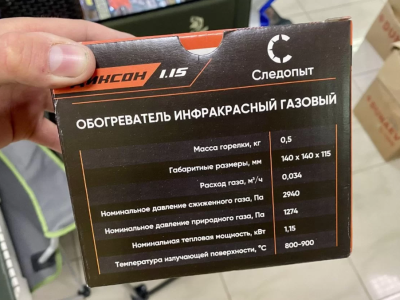 1.15
Следопыт
ОБОГРЕВАТЕЛЬ ИНФРАКРАСНЫЙ ГАЗОВЫЙ
Масса горелки, кг 0,5
Габаритные размеры, мм 140 х 140 х 115
Расход газа, м³/ч 0,034
Номинальное давление сжиженного газа, Па 2940
Номинальное давление природного газа, Па 1274
Номинальная тепловая мощность, кВт 1,15
Температура излучающей поверхности, °С 800-900